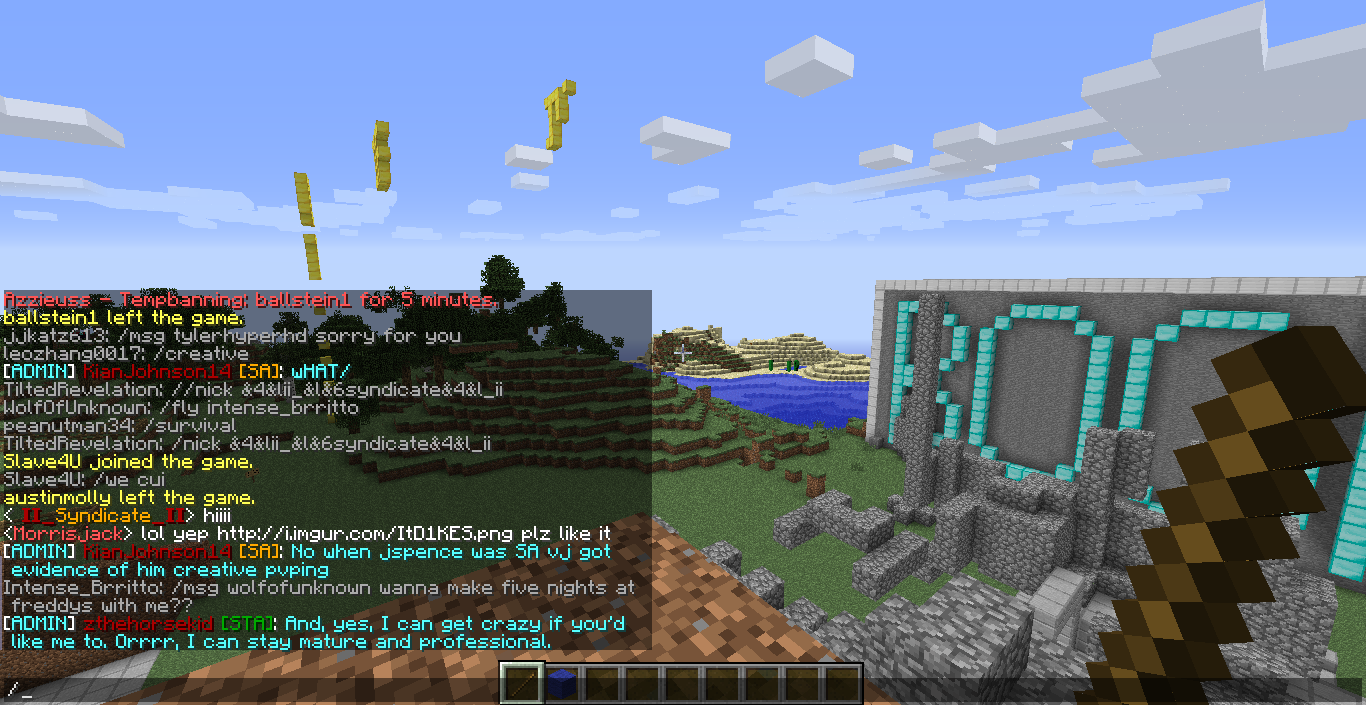 Azzieuss - Tempbanning: ballstein1 for 5 minutes.
ballstein1 left the game.
jjkatz613: /msg tylerhyperhd sorry for you
leozhang0017: /creative
[ADMIN] KianJohnson14 [SA]: wHAT/
TiltedRevelation: //nick &4&lii_&l&6syndicate&4&l_ii
WolfOfUnknown: /fly intense_brritto
peanutman34: /survival
TiltedRevelation: /nick &4&lii_&l&6syndicate&4&l_ii
Slave4U joined the game.
Slave4U: /we cui
austinmolly left the game.
< II_Syndicate_II> hiiii
<Morrisjack> lol yep http://i.imgur.com/ItD1KES.png plz like it
[ADMIN] KianJohnson14 [SA]: No when jspence was SA vj got
evidence of him creative pvping
Intense_Brritto: /msg wolfofunknown wanna make five nights at
freddys with me??
[ADMIN] zthehorsekid [STA]: And, yes, I can get crazy if you'd
like me to. Orrrr, I can stay mature and professional.
/_